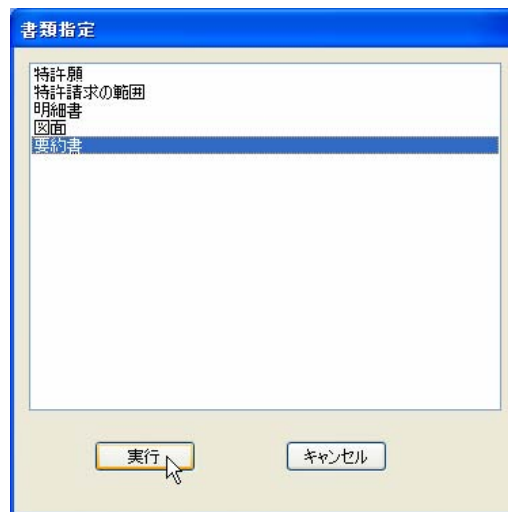 書類指定
特許願
特許請求の範囲
明細書
図面
要約書
実行
キャンセル